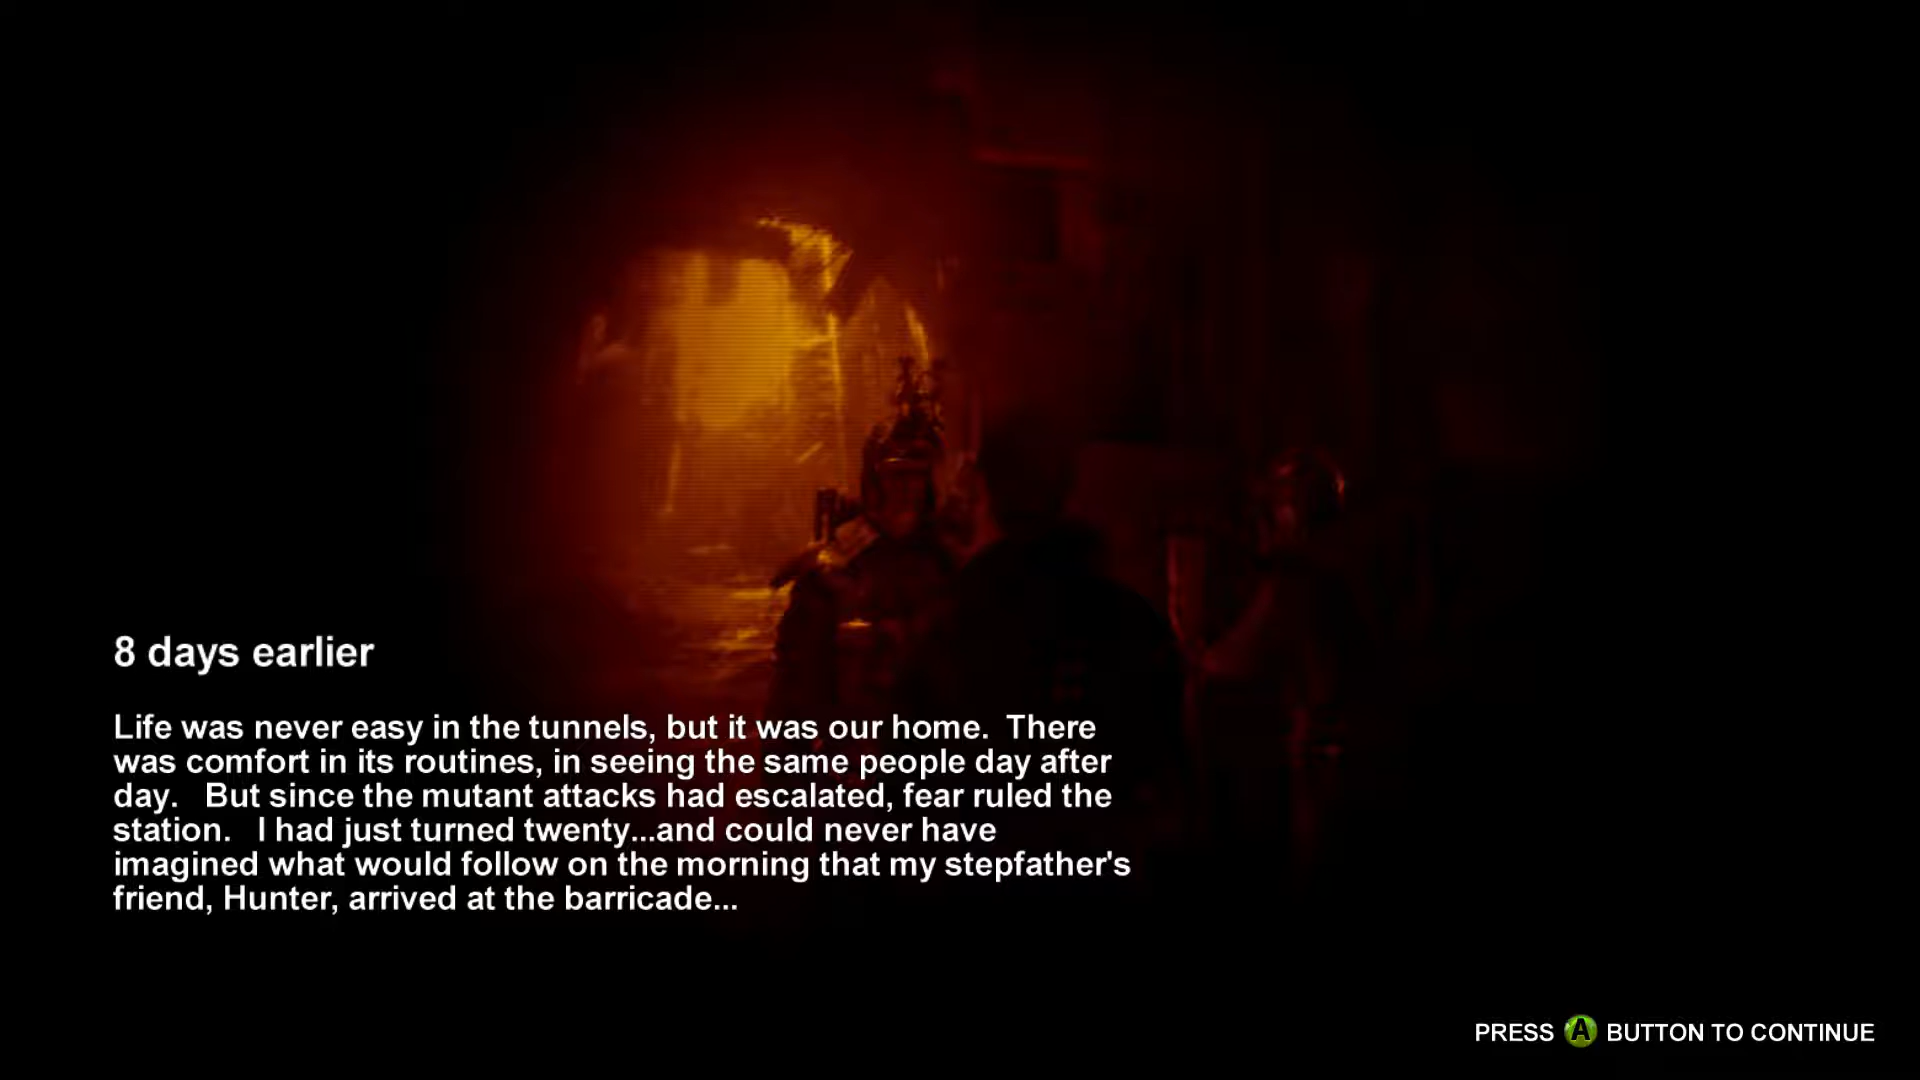 8 days earlier
Life was never easy in the tunnels, but it was our home.  There
was comfort in its routines, in seeing the same people day after
day.   But since the mutant attacks had escalated, fear ruled the
station.   I had just turned twenty...and could never have
imagined what would follow on the morning that my stepfather's
friend, Hunter, arrived at the barricade...
PRESS A BUTTON TO CONTINUE